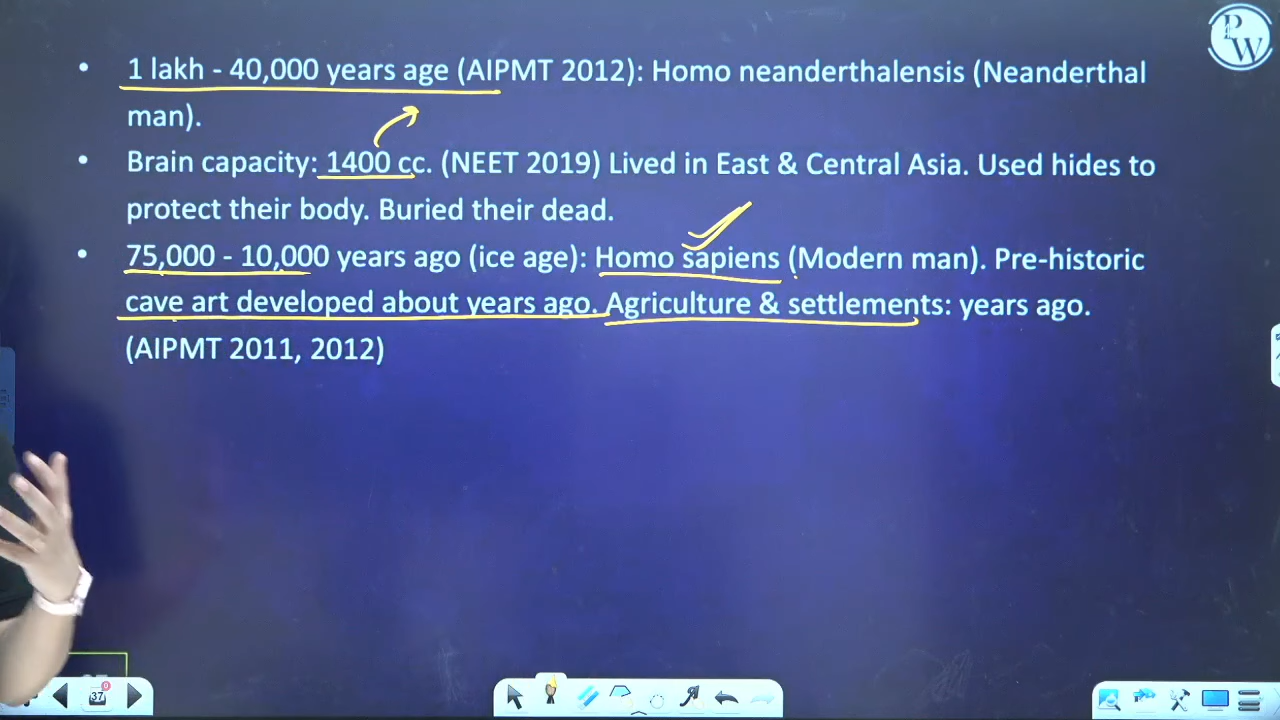 PW
• 1 lakh - 40,000 years age (AIPMT 2012): Homo neanderthalensis (Neanderthal
man).
• Brain capacity: 1400 cc. (NEET 2019) Lived in East & Central Asia. Used hides to
protect their body. Buried their dead.
• 75,000 - 10,000 years ago (ice age): Homo sapiens (Modern man). Pre-historic
cave art developed about years ago. Agriculture & settlements: years ago.
(AIPMT 2011, 2012)
37